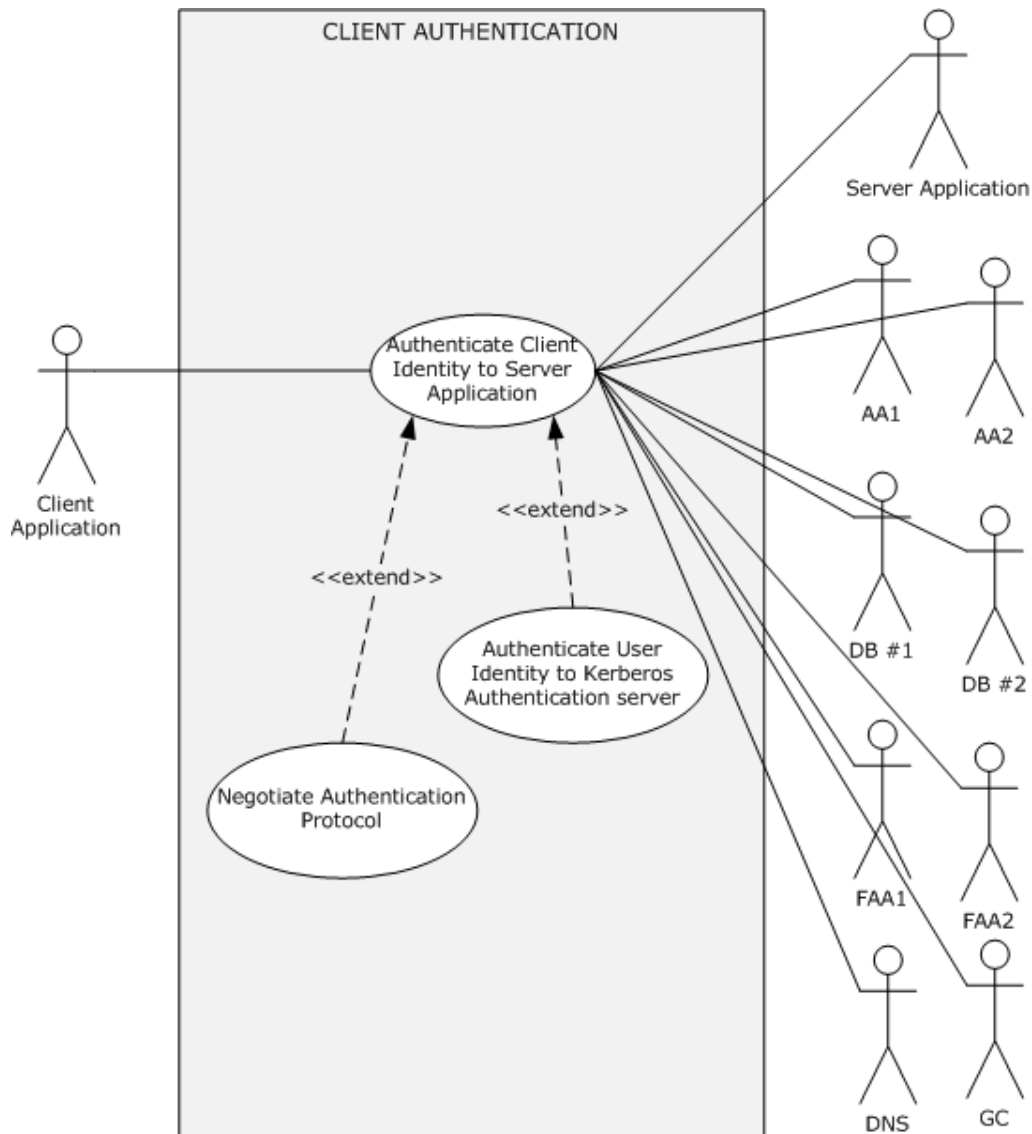 CLIENT AUTHENTICATION
Server Application
Authenticate Client
Identity to Server
Application
AA1
AA2
Client
Application
<<extend>>
<<extend>>
DB #1
DB #2
Authenticate User
Identity to Kerberos
Authentication server
Negotiate Authentication
Protocol
FAA1
FAA2
DNS
GC